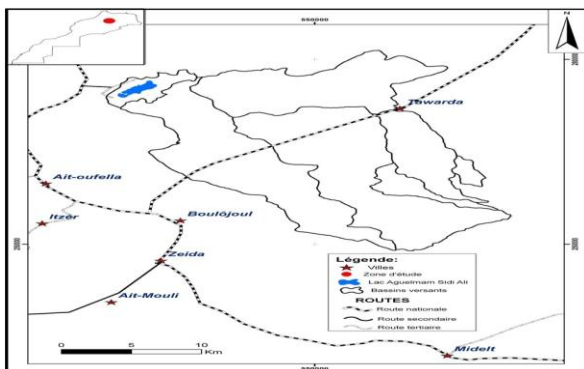 N
Tawarda
Ait-oufella
Itzer
Boulôjoul
Zeida
Ait-Mouli
Midelt
Légende:
Villes
Zone d'étude
Lac Aguelmam Sidi Ali
Bassins versants
ROUTES
Route nationale
Route secondaire
Route tertiaire
0 5 10
Km